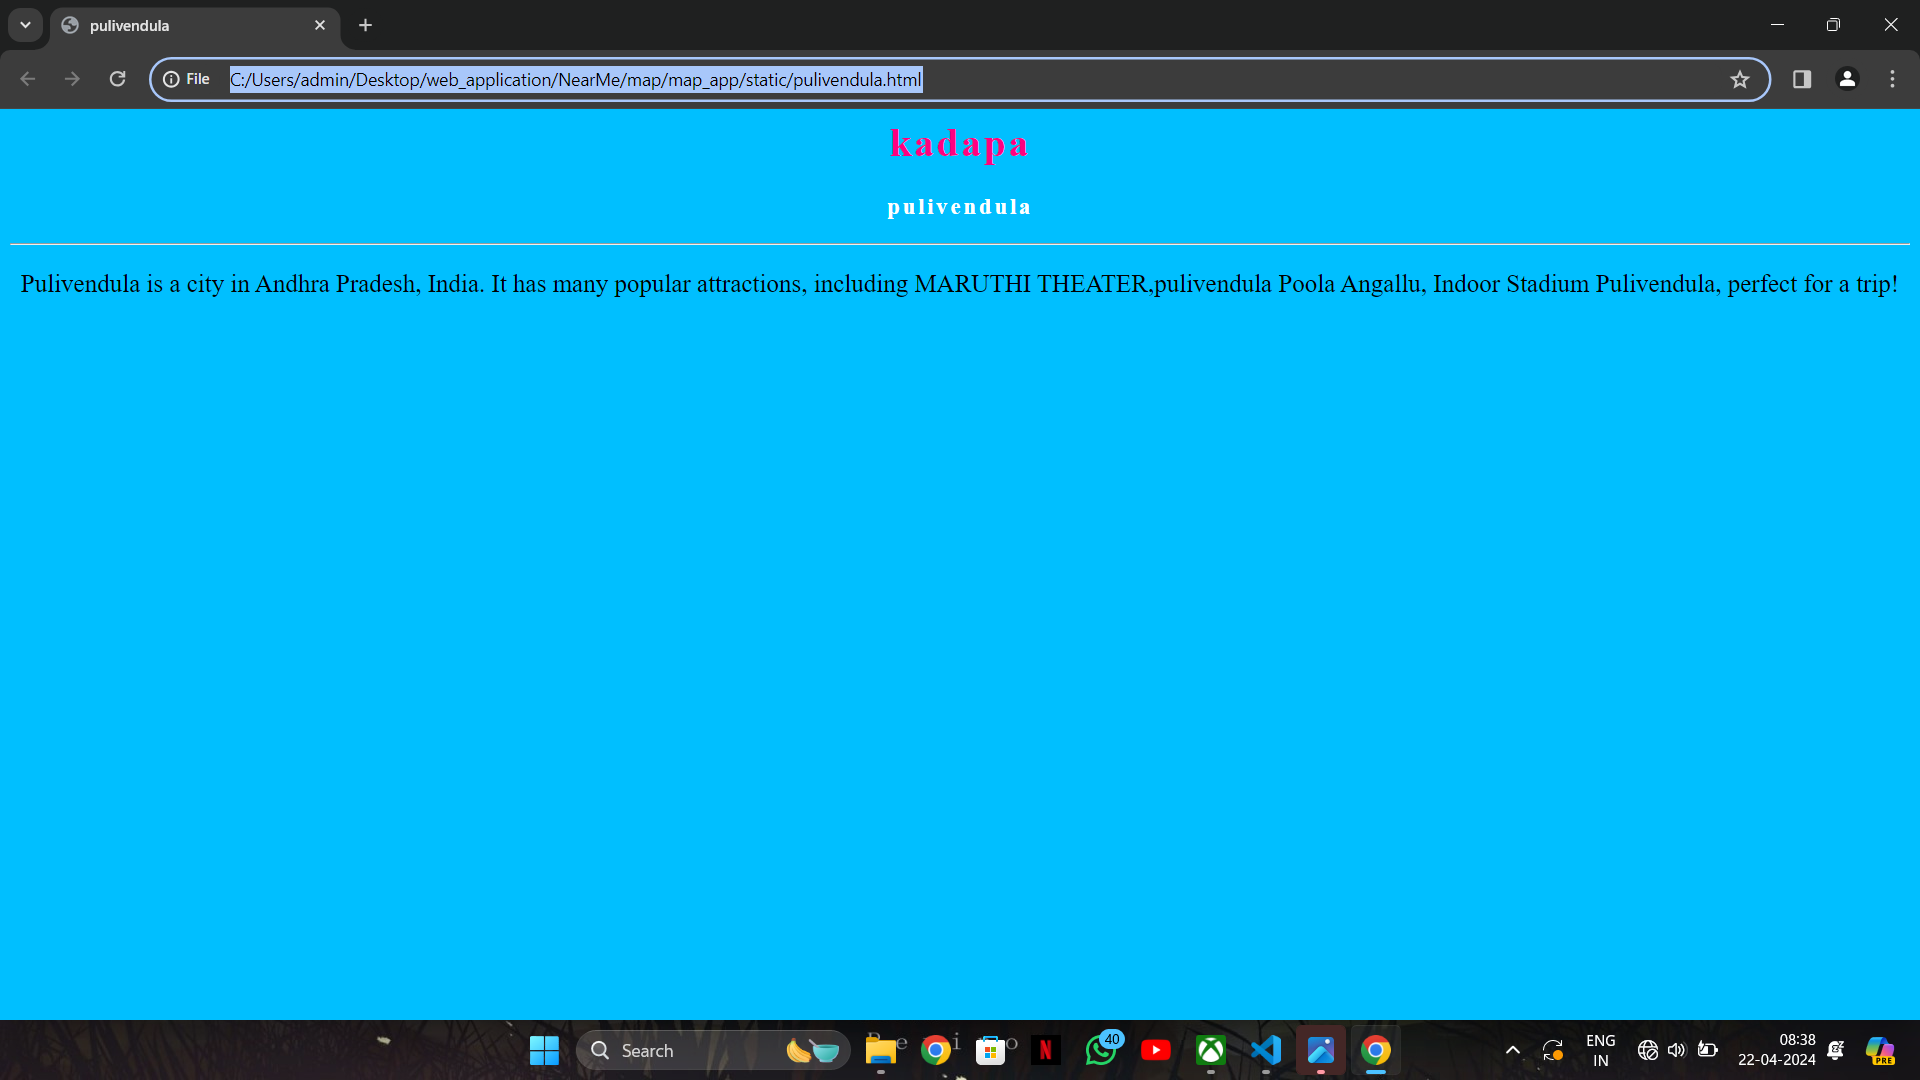 pulivendula
File C:/Users/admin/Desktop/web_application/NearMe/map/map_app/static/pulivendula.html
kadapa
pulivendula
Pulivendula is a city in Andhra Pradesh, India. It has many popular attractions, including MARUTHI THEATER,pulivendula Poola Angallu, Indoor Stadium Pulivendula, perfect for a trip!
Search
N
40
ENG
IN
08:38
22-04-2024
PRE